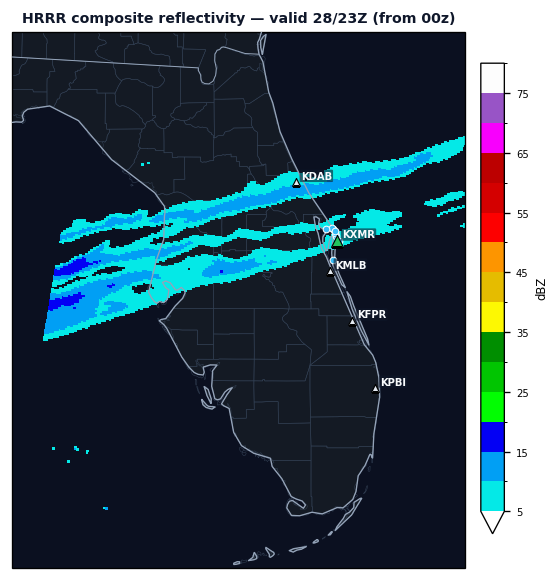 HRRR composite reflectivity — valid 28/23Z (from 00z)
KDAB
KXMR
KMLB
KFPR
KPBI
75
65
55
45
35
25
15
5
dBZ